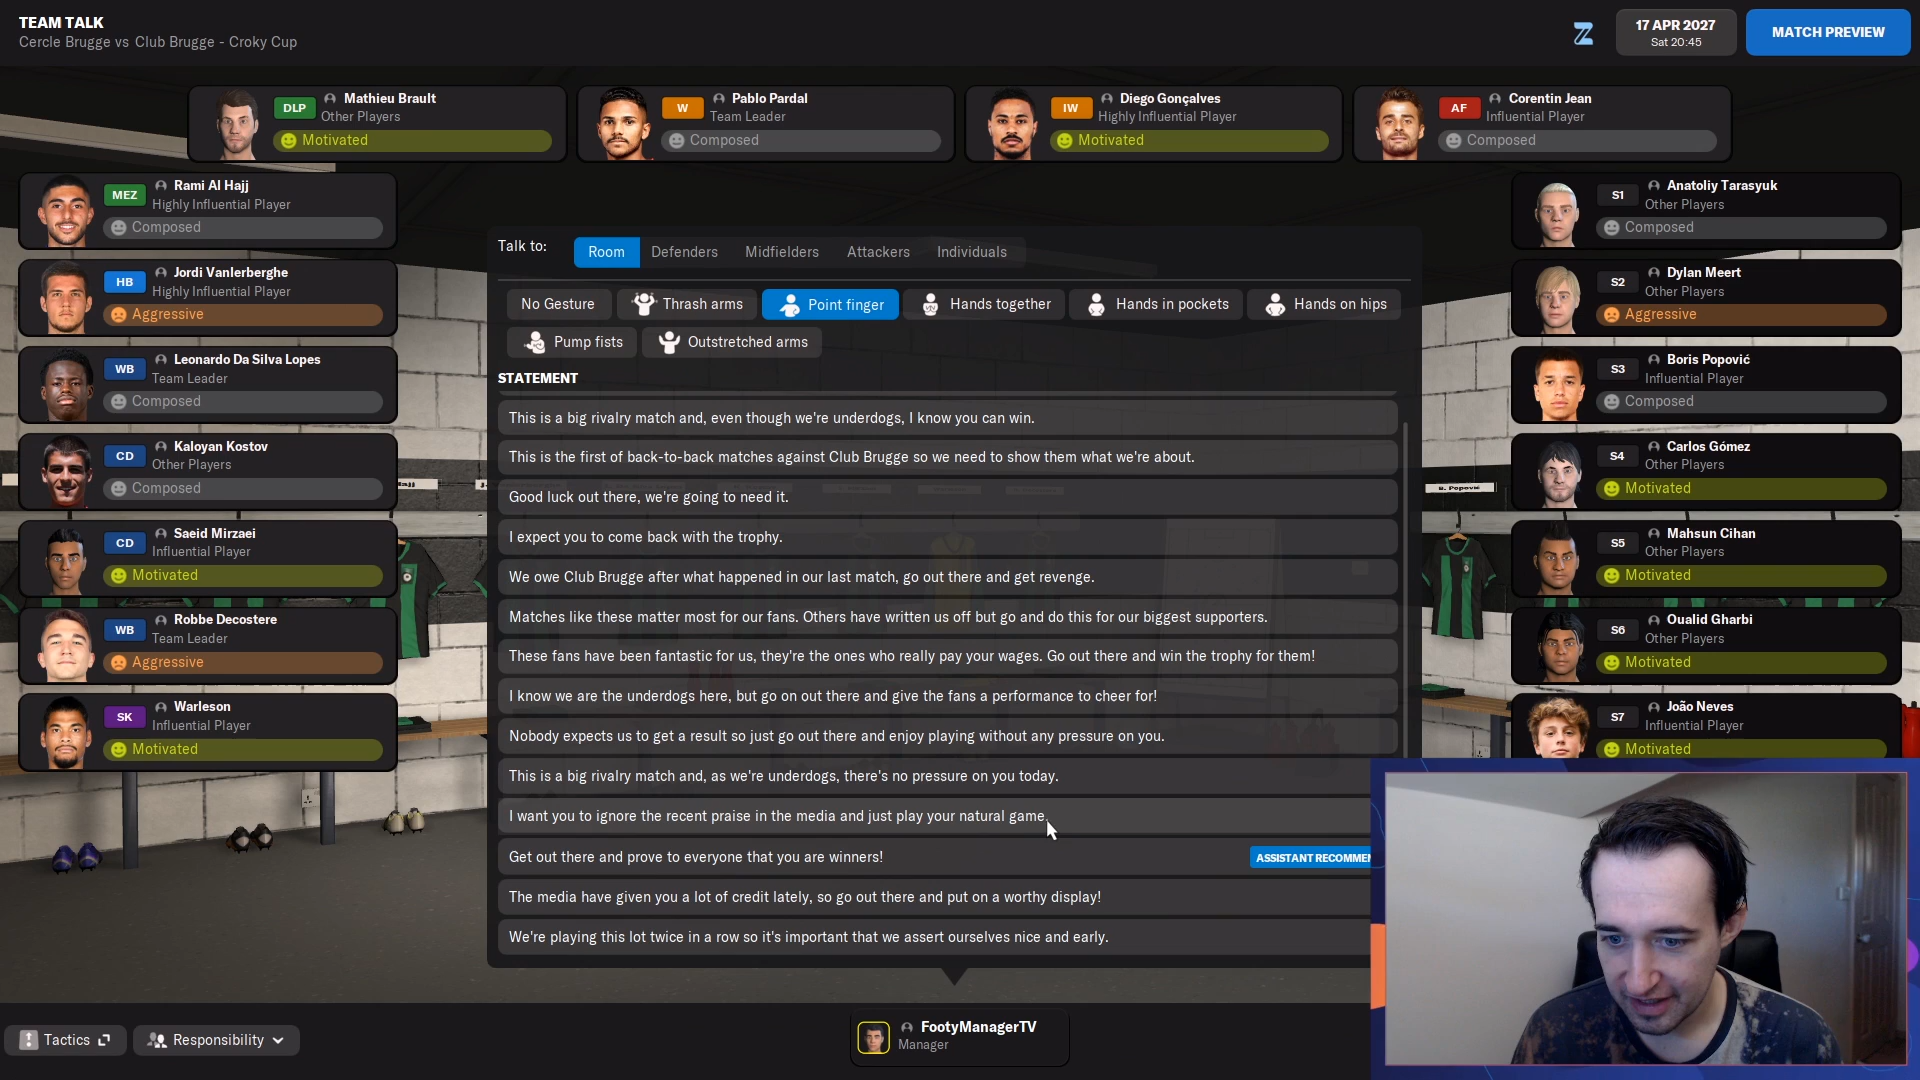 TEAM TALK
Cercle Brugge vs Club Brugge - Croky Cup
17 APR 2027
Sat 20:45
MATCH PREVIEW
DLP
Mathieu Brault
Other Players
Motivated
W
Pablo Pardal
Team Leader
Composed
IW
Diego Gonçalves
Highly Influential Player
Motivated
AF
Corentin Jean
Influential Player
Composed
MEZ
Rami Al Hajj
Highly Influential Player
Composed
HB
Jordi Vanlerberghe
Highly Influential Player
Aggressive
WB
Leonardo Da Silva Lopes
Team Leader
Composed
CD
Kaloyan Kostov
Other Players
Composed
CD
Saeid Mirzaei
Influential Player
Motivated
WB
Robbe Decostere
Team Leader
Aggressive
SK
Warleson
Influential Player
Motivated
Talk to:
Room
Defenders
Midfielders
Attackers
Individuals
No Gesture
Thrash arms
Point finger
Hands together
Hands in pockets
Hands on hips
Pump fists
Outstretched arms
STATEMENT
This is a big rivalry match and, even though we're underdogs, I know you can win.
This is the first of back-to-back matches against Club Brugge so we need to show them what we're about.
Good luck out there, we're going to need it.
I expect you to come back with the trophy.
We owe Club Brugge after what happened in our last match, go out there and get revenge.
Matches like these matter most for our fans. Others have written us off but go and do this for our biggest supporters.
These fans have been fantastic for us, they're the ones who really pay your wages. Go out there and win the trophy for them!
I know we are the underdogs here, but go on out there and give the fans a performance to cheer for!
Nobody expects us to get a result so just go out there and enjoy playing without any pressure on you.
This is a big rivalry match and, as we're underdogs, there's no pressure on you today.
I want you to ignore the recent praise in the media and just play your natural game.
Get out there and prove to everyone that you are winners!
ASSISTANT RECOMMEN
The media have given you a lot of credit lately, so go out there and put on a worthy display!
We're playing this lot twice in a row so it's important that we assert ourselves nice and early.
S1
Anatoliy Tarasyuk
Other Players
Composed
S2
Dylan Meert
Other Players
Aggressive
S3
Boris Popović
Influential Player
Composed
S4
Carlos Gómez
Other Players
Motivated
B. Popović
S5
Mahsun Cihan
Other Players
Motivated
S6
Oualid Gharbi
Other Players
Motivated
S7
João Neves
Influential Player
Motivated
Tactics
Responsibility
FootyManagerTV
Manager